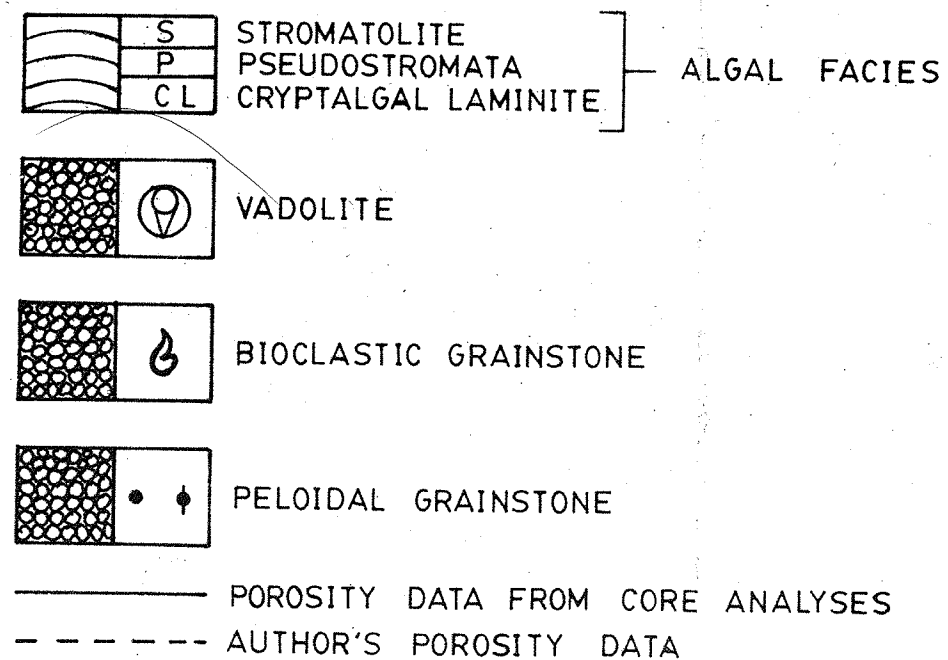 S STROMATOLITE
P PSEUDOSTROMATA
CL CRYPTALGAL LAMINITE
ALGAL FACIES
VADOLITE
BIOCLASTIC GRAINSTONE
PELOIDAL GRAINSTONE
POROSITY DATA FROM CORE ANALYSES
AUTHOR'S POROSITY DATA